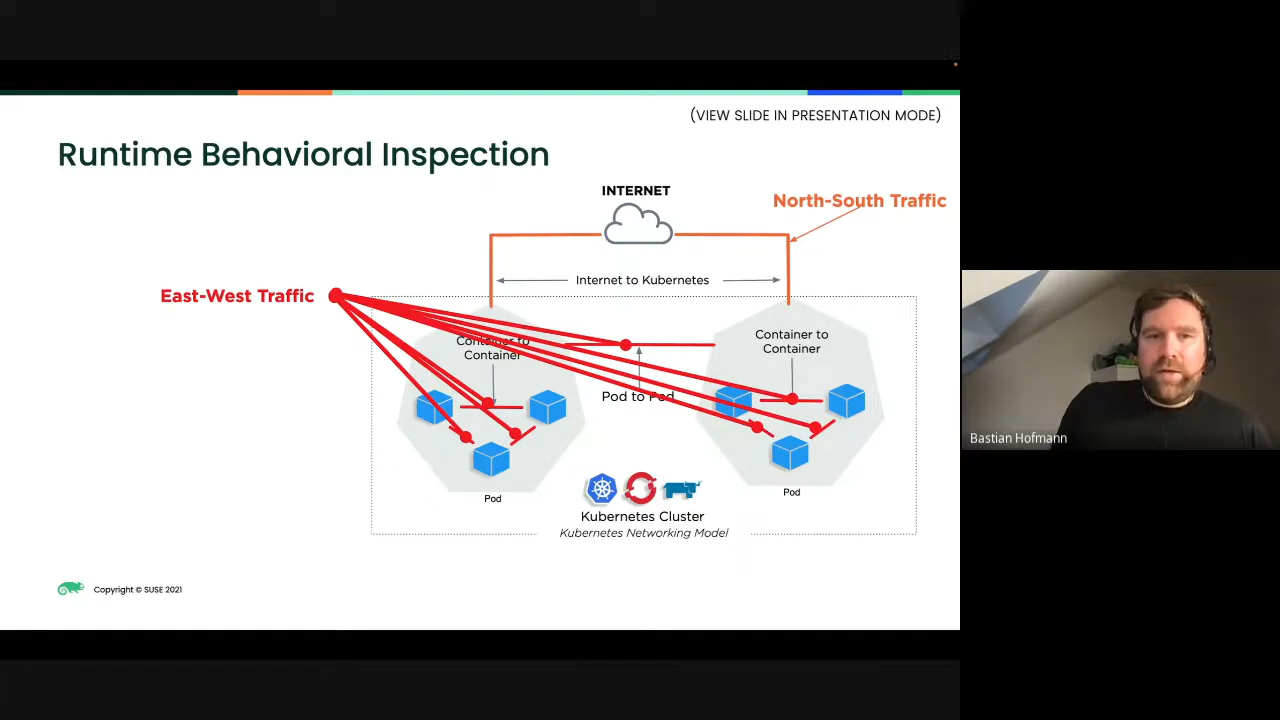 (VIEW SLIDE IN PRESENTATION MODE)
Runtime Behavioral Inspection
INTERNET
North-South Traffic
Internet to Kubernetes
East-West Traffic
Container to
Container
Container to
Container
Pod to Pod
Pod
Pod
Kubernetes Cluster
Kubernetes Networking Model
Copyright © SUSE 2021
Bastian Hofmann